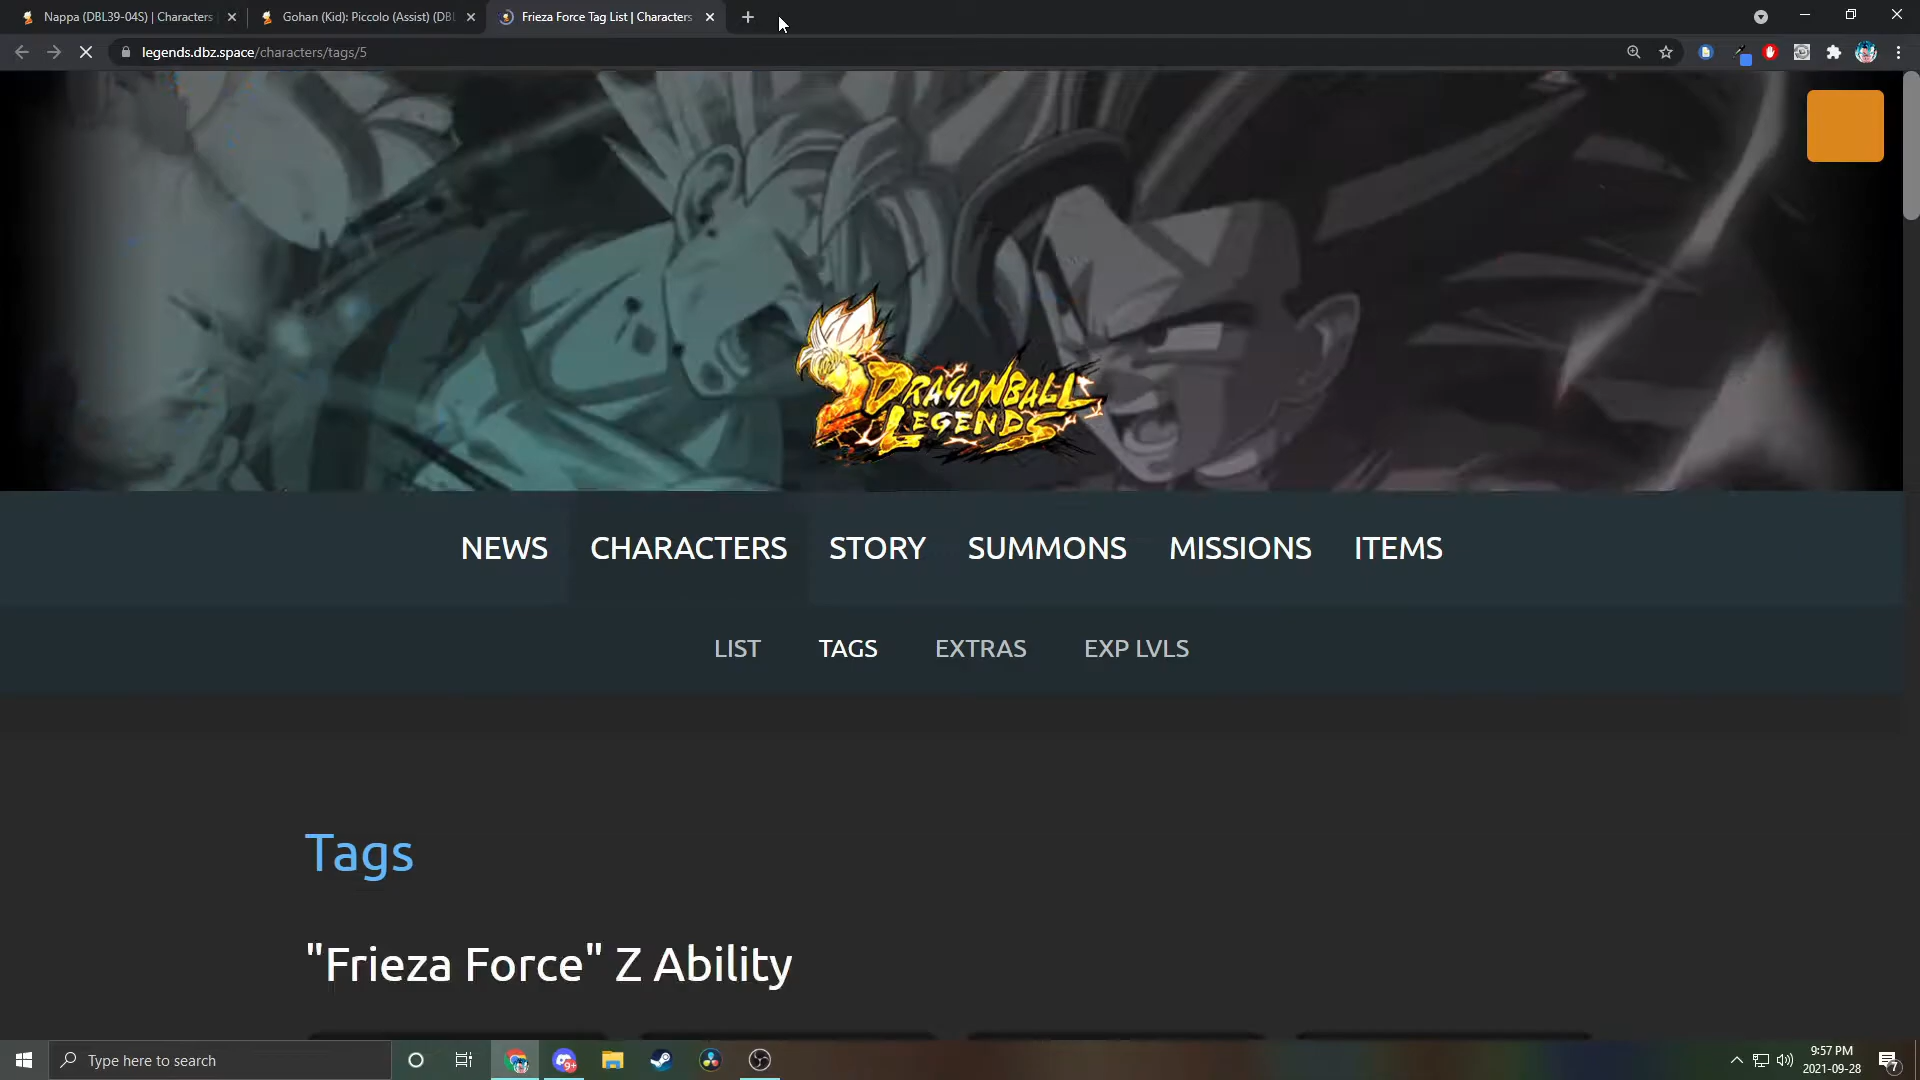 Nappa (DBL39-04S) | Characters
Gohan (Kid): Piccolo (Assist) (DBL
Frieza Force Tag List | Characters
legends.dbz.space/characters/tags/5
DRAGONBALL
LEGENDS
NEWS CHARACTERS STORY SUMMONS MISSIONS ITEMS
LIST TAGS EXTRAS EXP LVLS
Tags
"Frieza Force" Z Ability
Type here to search
9+
9:57 PM
2021-09-28
7